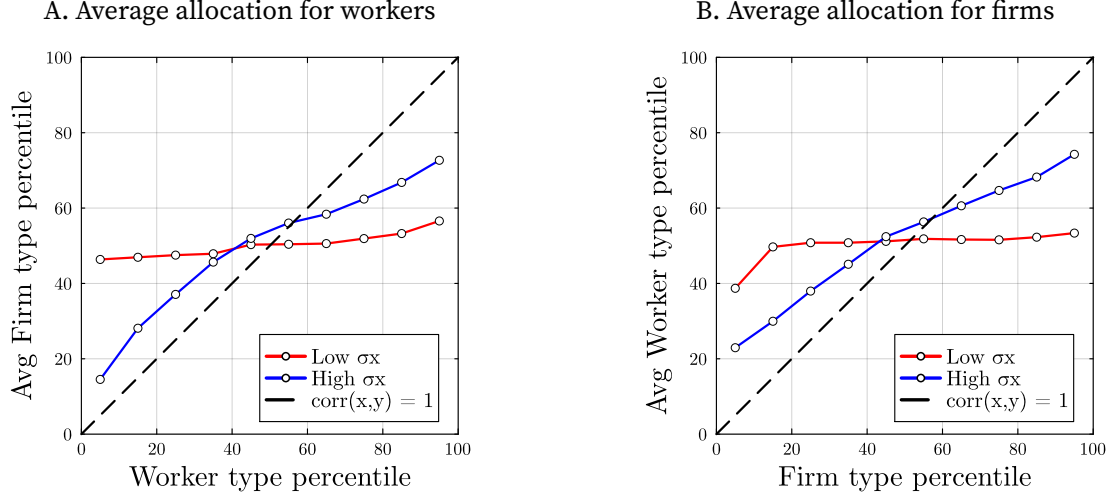 A. Average allocation for workers
Avg Firm type percentile
100
80
60
40
20
0
0 20 40 60 80 100
Worker type percentile
Low σx
High σx
corr(x,y) = 1
B. Average allocation for firms
Avg Worker type percentile
100
80
60
40
20
0
0 20 40 60 80 100
Firm type percentile
Low σx
High σx
corr(x,y) = 1